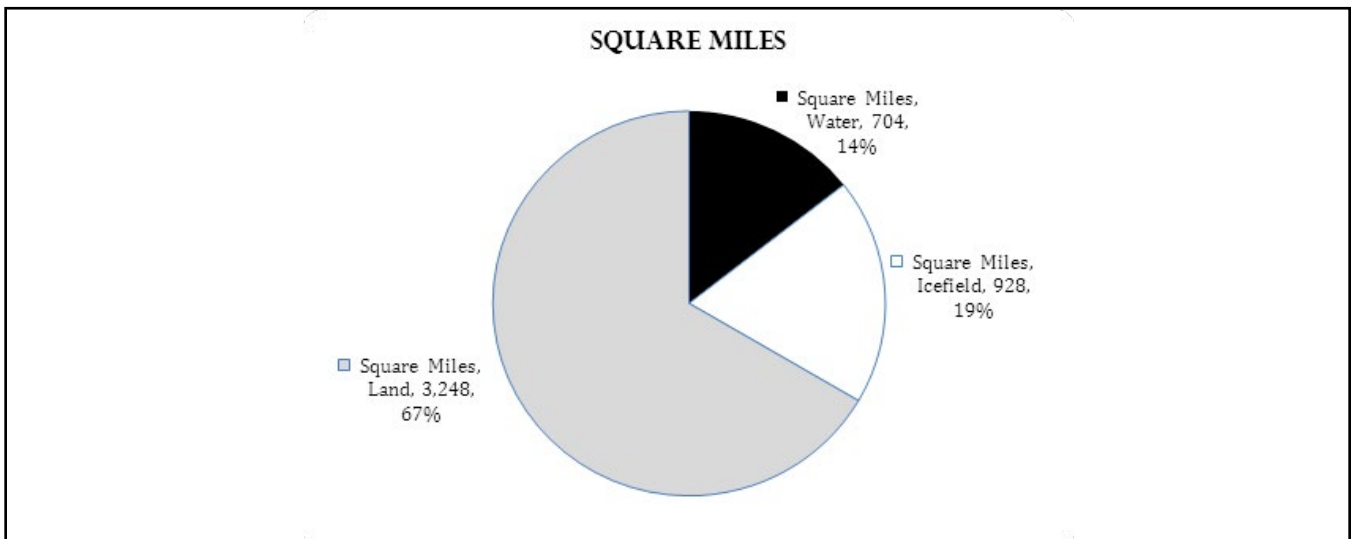 SQUARE MILES
Square Miles,
Water, 704,
14%
Square Miles,
Icefield, 928,
19%
Square Miles,
Land, 3,248,
67%